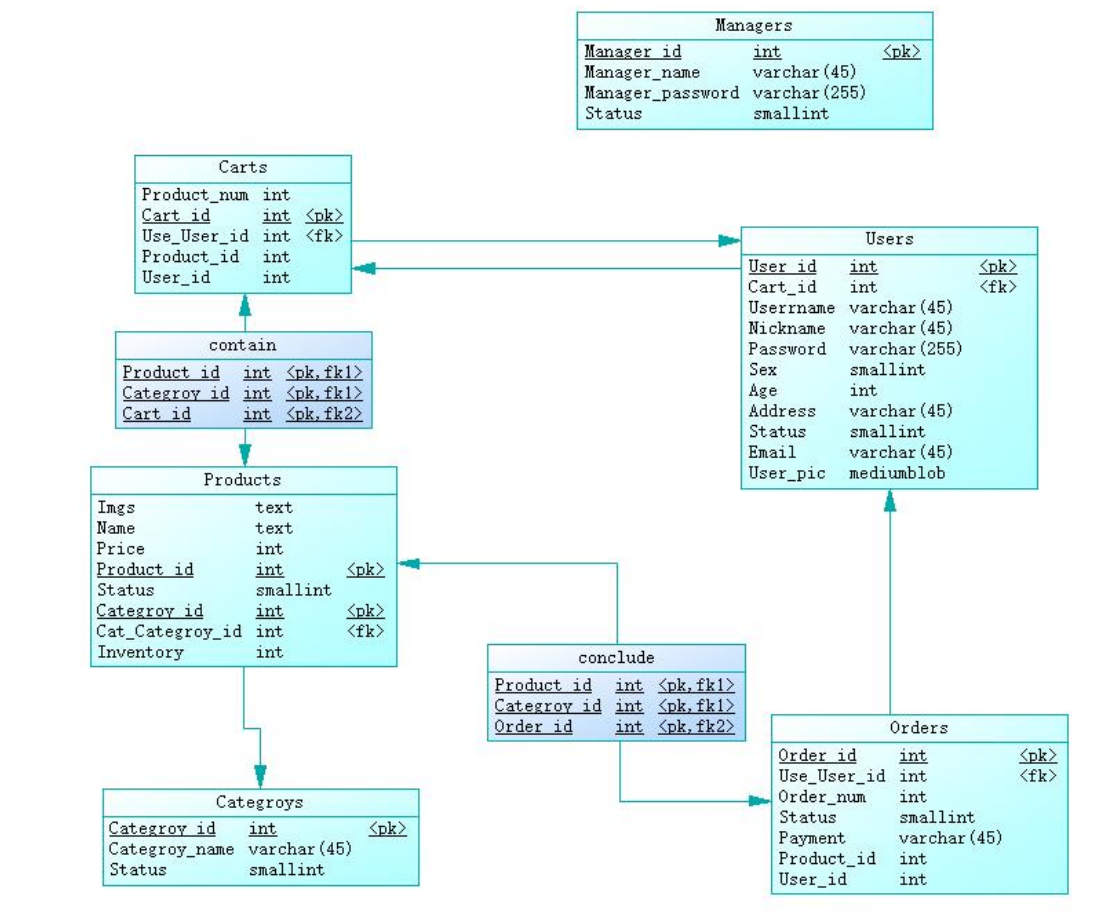 Managers
Manager_id int <pk>
Manager_name varchar(45)
Manager_password varchar(255)
Status smallint
Carts
Product_num int
Cart_id int <pk>
Use_User_id int <fk>
Product_id int
User_id int
Users
User_id int <pk>
Cart_id int <fk>
Userrname varchar(45)
Nickname varchar(45)
Password varchar(255)
Sex smallint
Age int
Address varchar(45)
Status smallint
Email varchar(45)
User_pic mediumblob
contain
Product_id int <pk,fk1>
Categroy_id int <pk,fk1>
Cart_id int <pk,fk2>
Products
Imgs text
Name text
Price int
Product_id int <pk>
Status smallint
Categroy_id int <pk>
Cat_Categroy_id int <fk>
Inventory int
conclude
Product_id int <pk,fk1>
Categroy_id int <pk,fk1>
Order_id int <pk,fk2>
Orders
Order_id int <pk>
Use_User_id int <fk>
Order_num int
Status smallint
Payment varchar(45)
Product_id int
User_id int
Categroys
Categroy_id int <pk>
Categroy_name varchar(45)
Status smallint